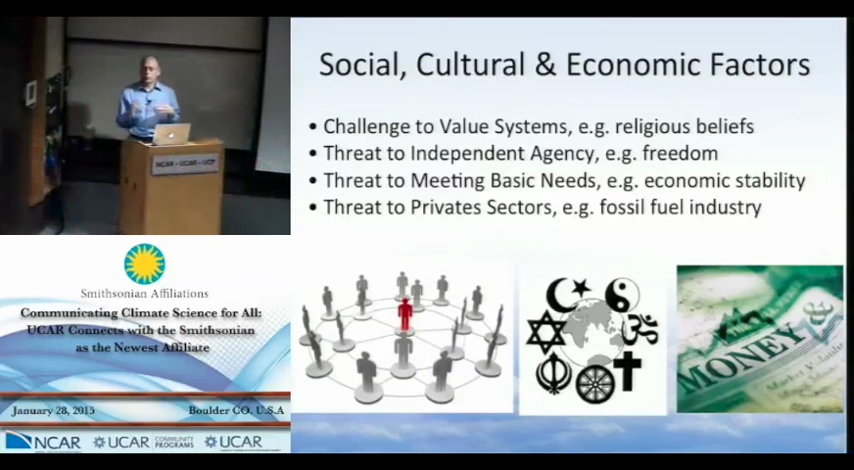 Social, Cultural & Economic Factors
• Challenge to Value Systems, e.g. religious beliefs
• Threat to Independent Agency, e.g. freedom
• Threat to Meeting Basic Needs, e.g. economic stability
• Threat to Privates Sectors, e.g. fossil fuel industry
NCAR • UCAR • UCP
MONEY
Market Volatility
Smithsonian Affiliations
Communicating Climate Science for All:
UCAR Connects with the Smithsonian
as the Newest Affiliate
January 28, 2015 Boulder CO. U.S.A
NCAR UCAR COMMUNITY PROGRAMS UCAR